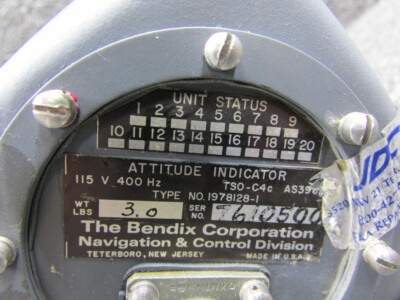 UNIT STATUS
1 2 3 4 5 6 7 8 9
10 11 12 13 14 15 16 17 18 19 20
ATTITUDE INDICATOR
115 V 400 Hz TSO-C4c
TYPE NO. 1978128-1
WT LBS 3.0 SER NO.
The Bendix Corporation
Navigation & Control Division
TETERBORO, NEW JERSEY MADE IN U.S.A.